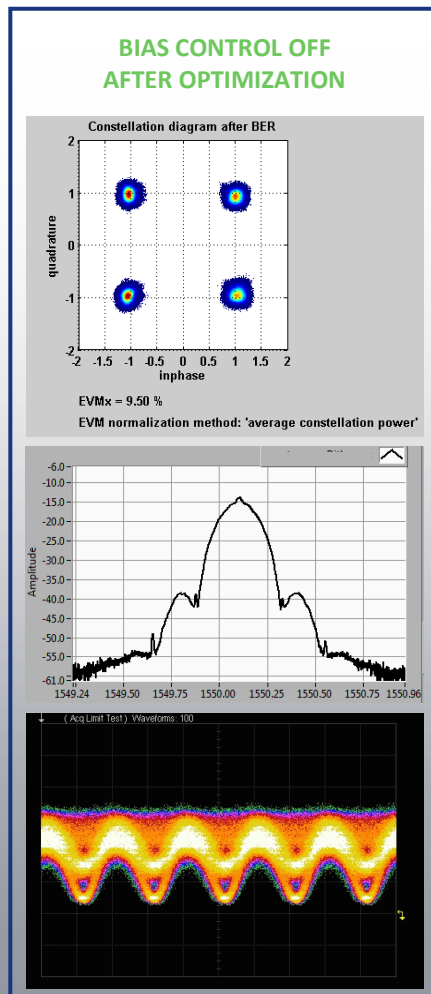 BIAS CONTROL OFF
AFTER OPTIMIZATION
Constellation diagram after BER
2
1
0
-1
-2
quadrature
-2 -1.5 -1 -0.5 0 0.5 1 1.5 2
inphase
EVMx = 9.50 %
EVM normalization method: 'average constellation power'
-6.0
-10.0
-15.0
-20.0
-25.0
-30.0
-35.0
-40.0
-45.0
-50.0
-55.0
-61.0
Amplitude
1549.24 1549.50 1549.75 1550.00 1550.25 1550.50 1550.75 1550.96
( Acq Limit Test ) Waveforms: 100